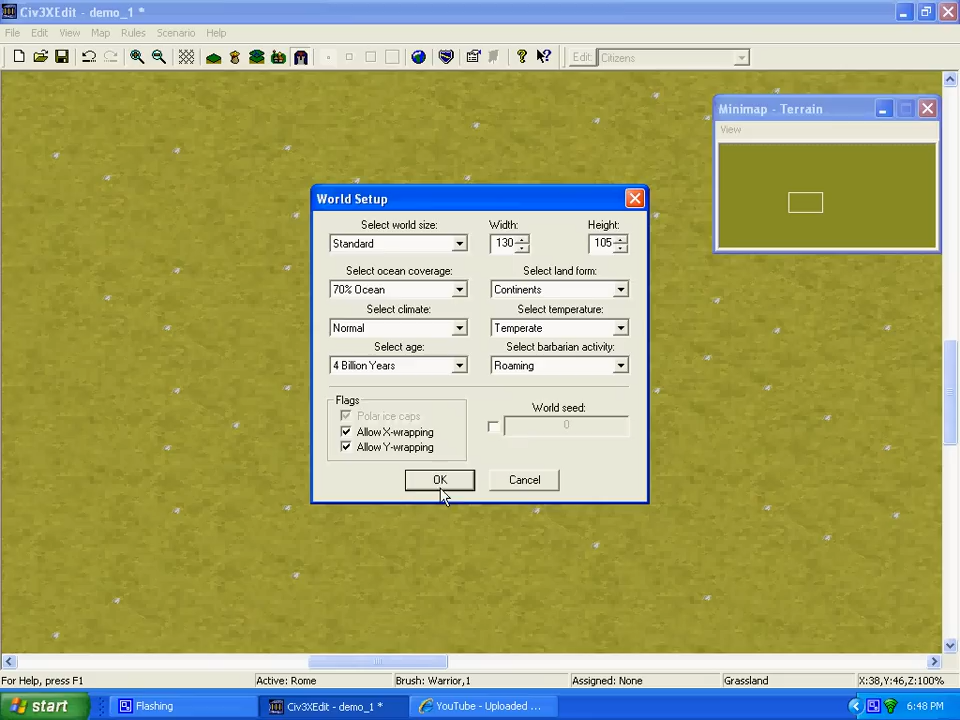 Civ3XEdit - demo_1 *
File Edit View Map Rules Scenario Help
Edit: Citizens
Minimap - Terrain
View
World Setup
Select world size: Width: Height:
Standard 130 105
Select ocean coverage: Select land form:
70% Ocean Continents
Select climate: Select temperature:
Normal Temperate
Select age: Select barbarian activity:
4 Billion Years Roaming
Flags
Polar ice caps
Allow X-wrapping
Allow Y-wrapping
World seed:
0
OK Cancel
For Help, press F1 Active: Rome Brush: Warrior,1 Assigned: None Grassland X:38,Y:46,Z:100%
start Flashing Civ3XEdit - demo_1 * YouTube - Uploaded ... 6:48 PM